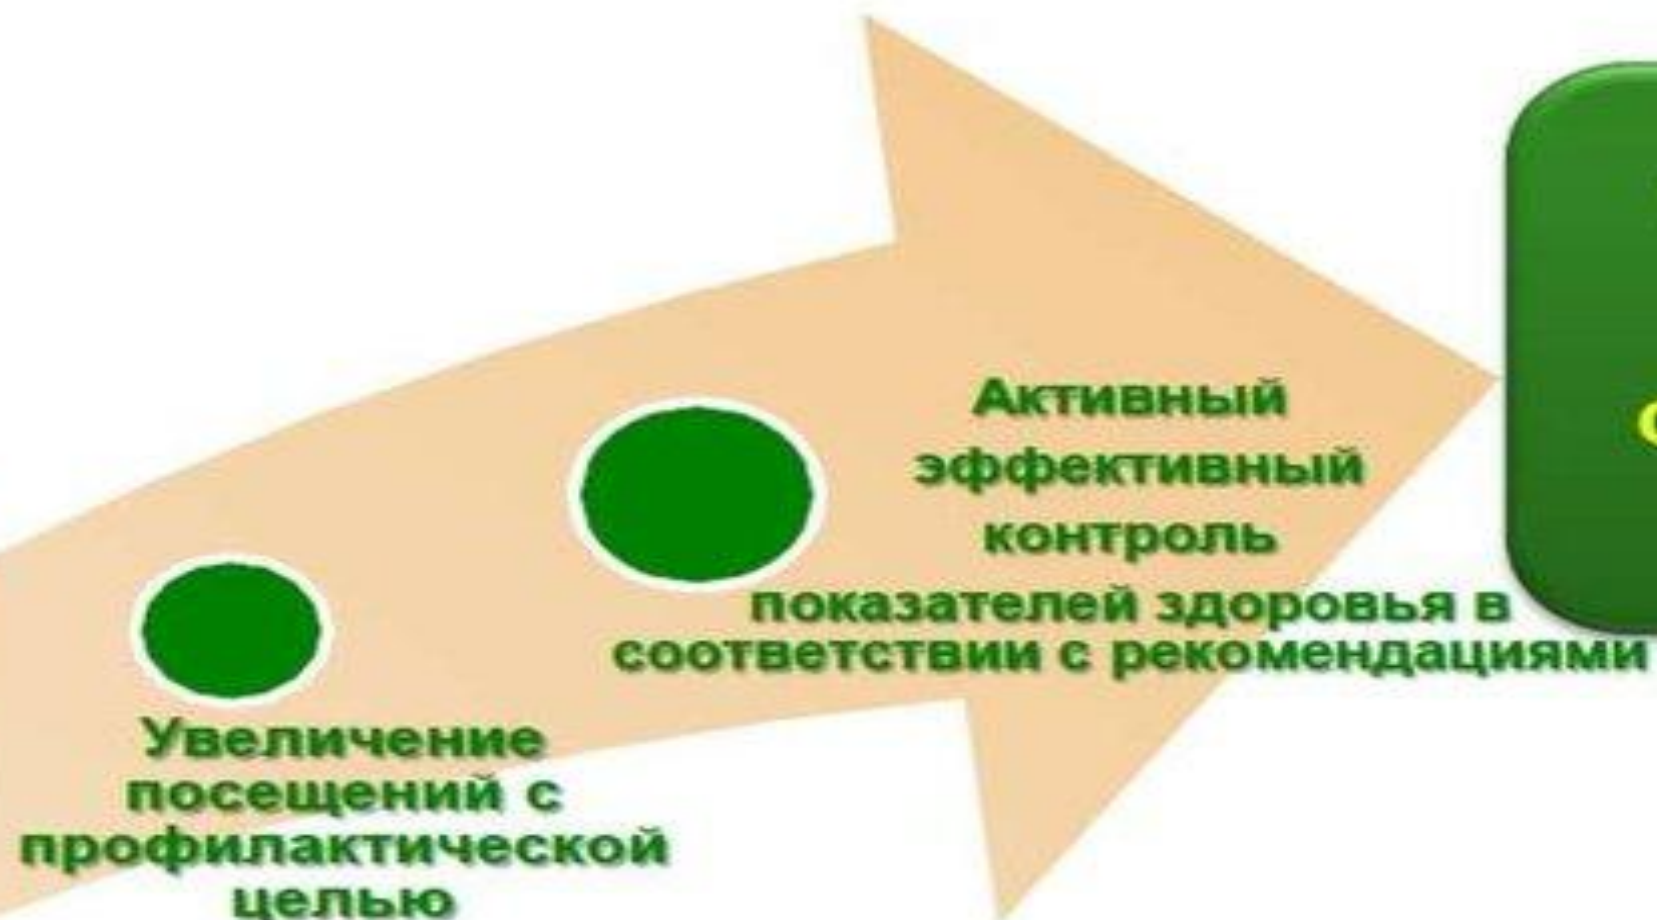 Активный
эффективный
контроль
показателей здоровья в
соответствии с рекомендациями
Увеличение
посещений с
профилактической
целью